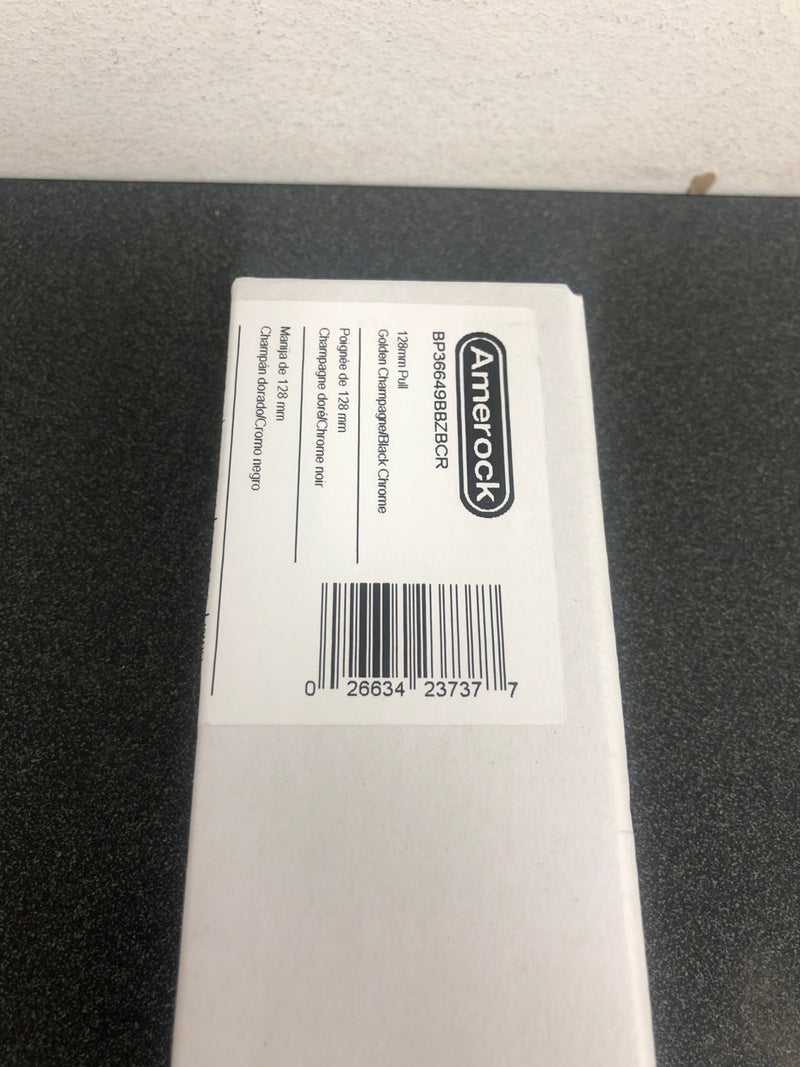 Amerock
BP36649BBZBCR
128mm Pull
Golden Champagne/Black Chrome
Poignée de 128 mm
Champagne doré/Chrome noir
Manija de 128 mm
Champán dorado/Cromo negro
0 26634 23737 7